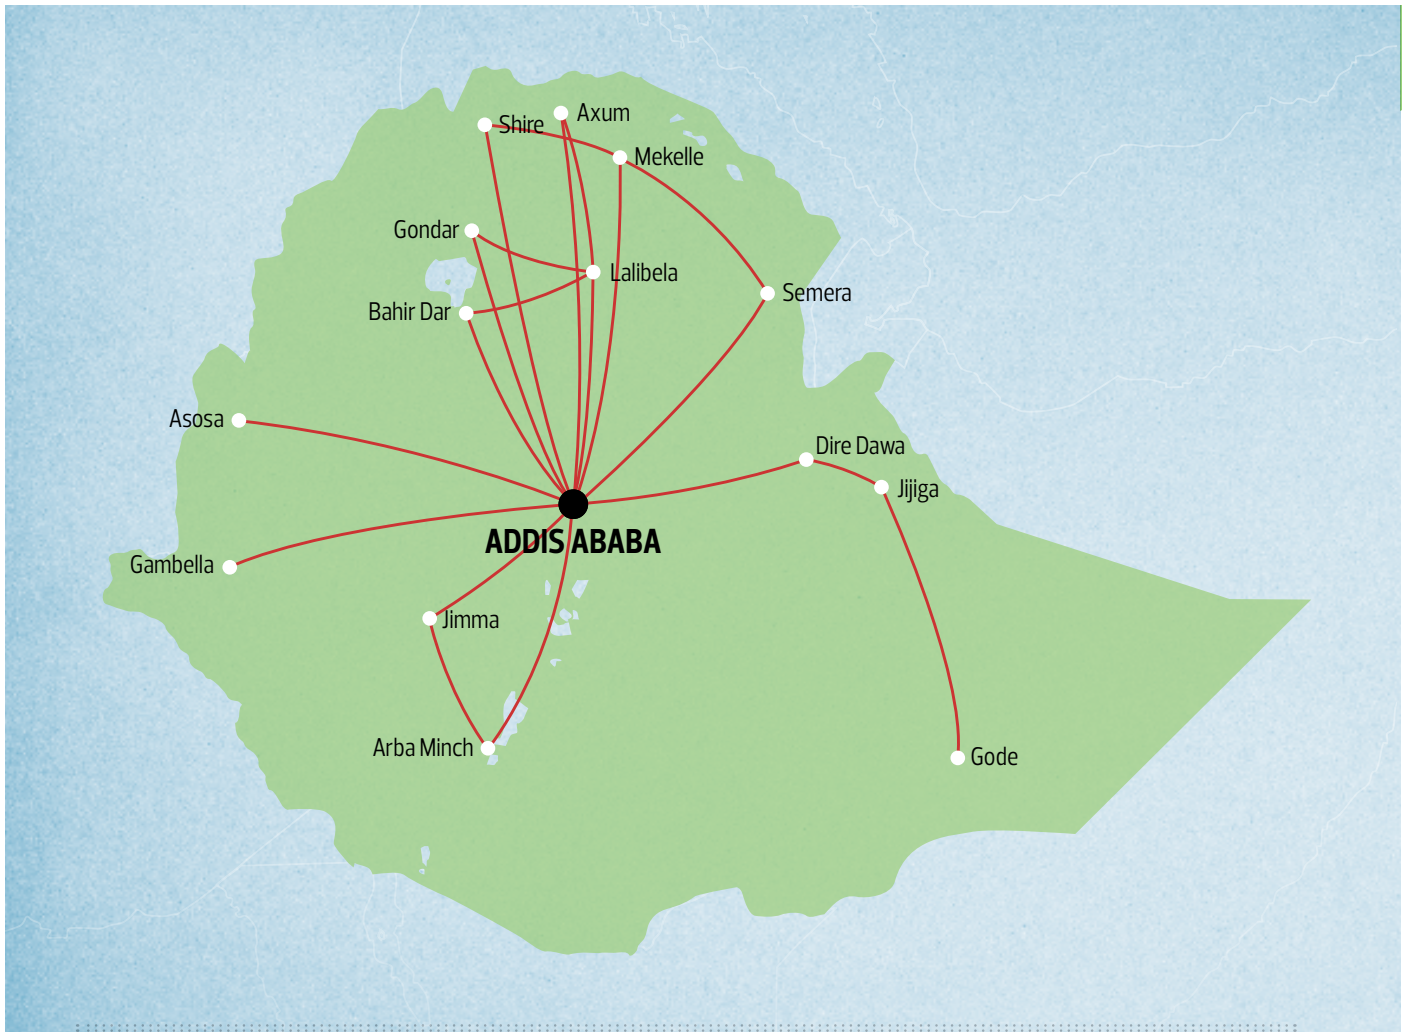 Axum
Shire
Mekelle
Gondar
Lalibela
Semera
Bahir Dar
Asosa
Dire Dawa
Jijiga
ADDIS ABABA
Gambella
Jimma
Arba Minch
Gode